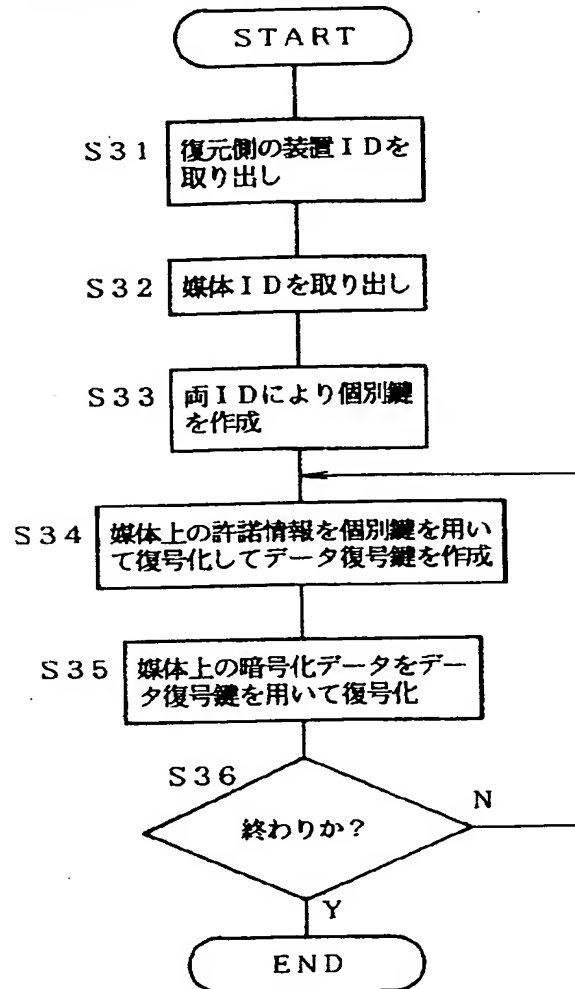 START
S31 復元側の装置IDを
取り出し
S32 媒体IDを取り出し
S33 両IDにより個別鍵
を作成
S34 媒体上の許諾情報を個別鍵を用い
て復号化してデータ復号鍵を作成
S35 媒体上の暗号化データをデー
タ復号鍵を用いて復号化
S36
終わりか?
N
Y
END